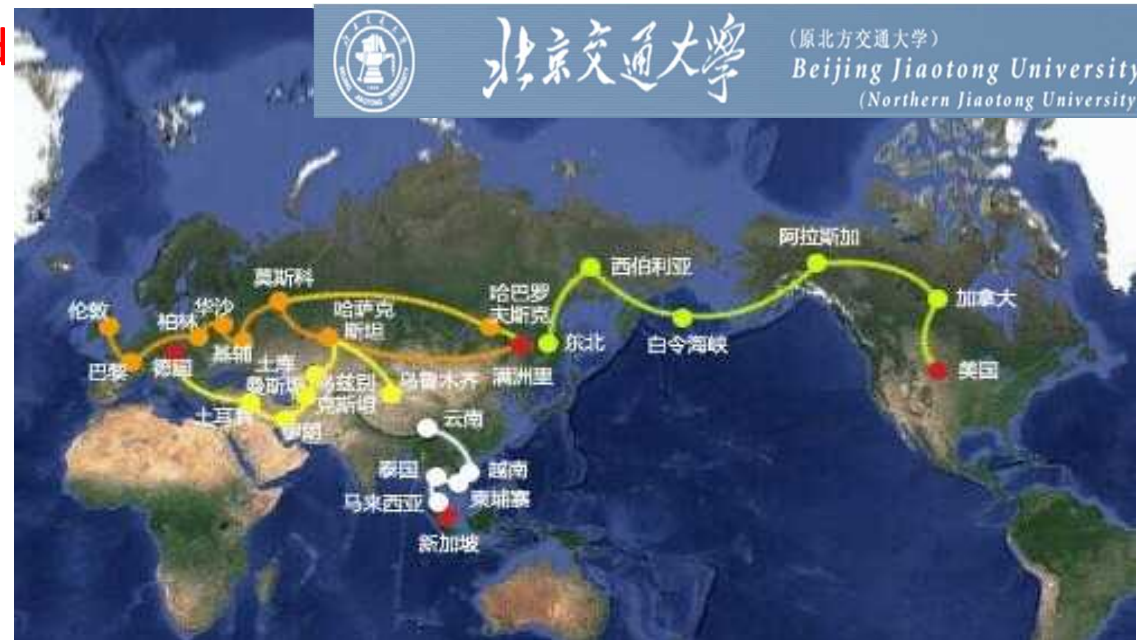 北京交通大学
(原北方交通大学)
Beijing Jiaotong University
(Northern Jiaotong University
阿拉斯加
西伯利亚
莫斯科
哈巴罗
夫斯克
加拿大
伦敦
华沙
柏林
哈萨克
斯坦
东北
白令海峡
基辅
巴黎
德国
土库
曼斯坦
乌兹别
克斯坦
乌鲁木齐
满洲里
美国
土耳其
伊朗
云南
泰国
越南
马来西亚
柬埔寨
新加坡